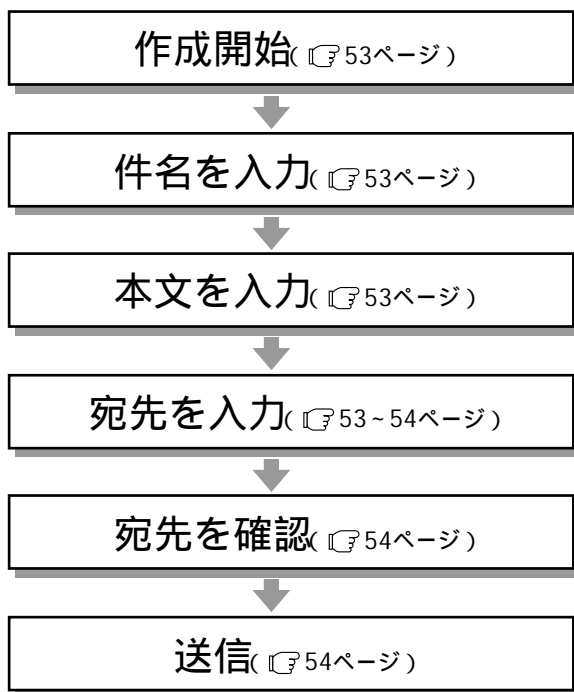 作成開始(☞53ページ)
件名を入力(☞53ページ)
本文を入力(☞53ページ)
宛先を入力(☞53~54ページ)
宛先を確認(☞54ページ)
送信(☞54ページ)